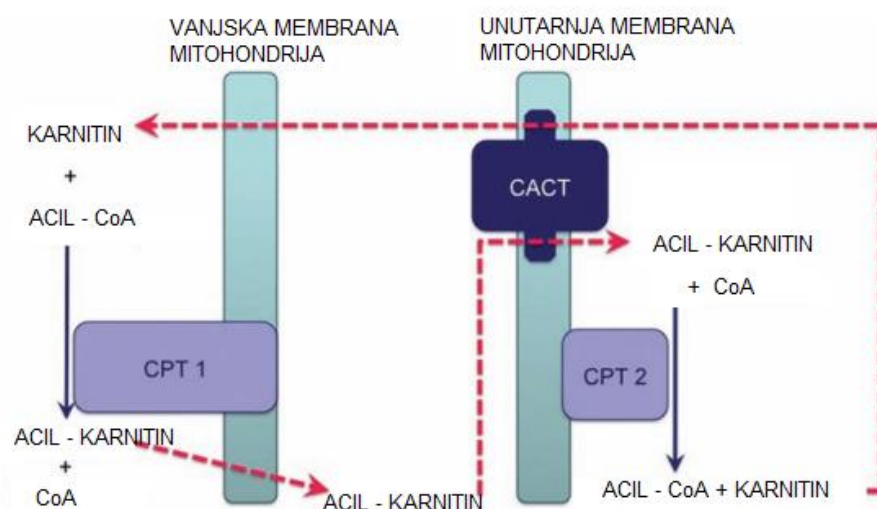 VANJSKA MEMBRANA
MITOHONDRIJA
UNUTARNJA MEMBRANA
MITOHONDRIJA
KARNITIN
+
ACIL - CoA
CACT
ACIL - KARNITIN
+ CoA
CPT 1
CPT 2
ACIL - KARNITIN
+
CoA
ACIL - KARNITIN
ACIL - CoA + KARNITIN